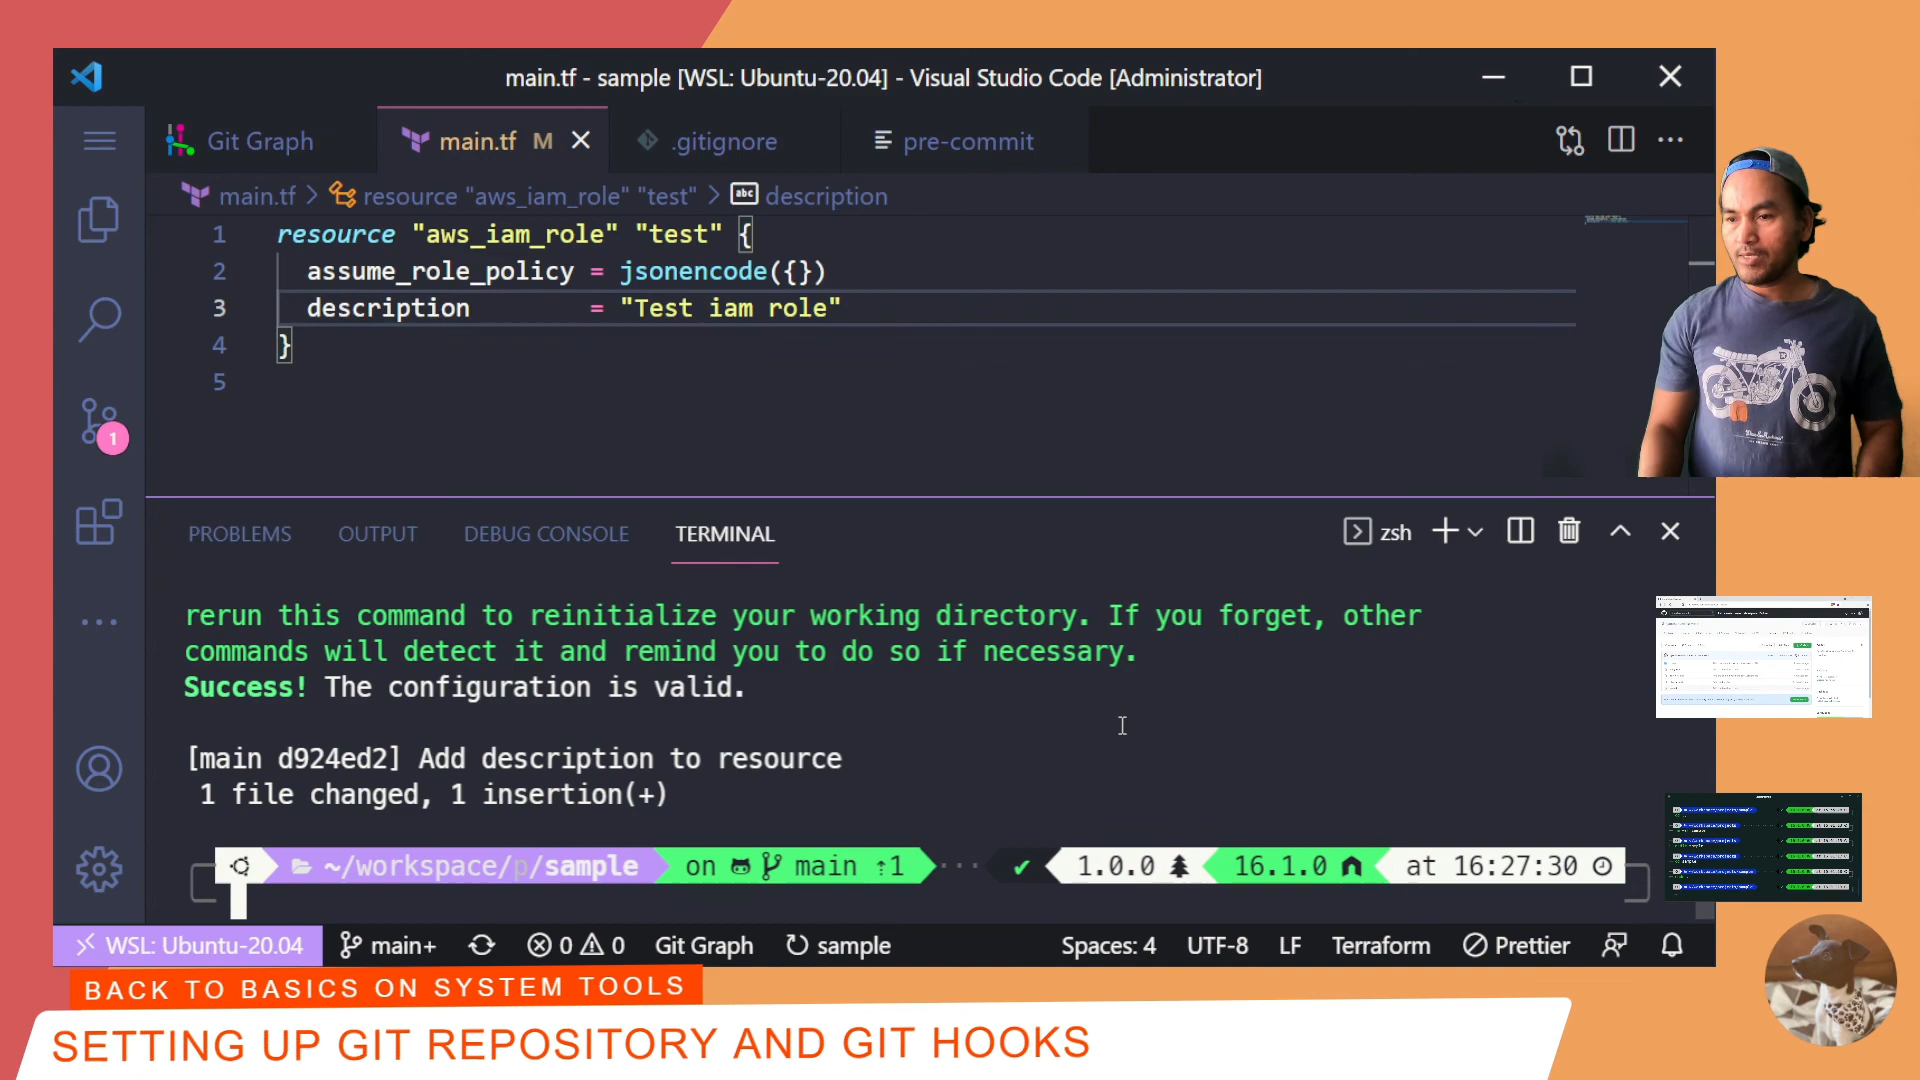 main.tf - sample [WSL: Ubuntu-20.04] - Visual Studio Code [Administrator]
Git Graph
main.tf M
.gitignore
pre-commit
main.tf > resource "aws_iam_role" "test" > abc description
1 resource "aws_iam_role" "test" {
2 assume_role_policy = jsonencode({})
3 description = "Test iam role"
4 }
5
1
PROBLEMS OUTPUT DEBUG CONSOLE TERMINAL
zsh
rerun this command to reinitialize your working directory. If you forget, other
commands will detect it and remind you to do so if necessary.
Success! The configuration is valid.
[main d924ed2] Add description to resource
1 file changed, 1 insertion(+)
~/workspace/p/sample on main ↑1 ··· ✔ 1.0.0 16.1.0 at 16:27:30
WSL: Ubuntu-20.04 main+ 0 0 Git Graph sample Spaces: 4 UTF-8 LF Terraform Prettier
BACK TO BASICS ON SYSTEM TOOLS
SETTING UP GIT REPOSITORY AND GIT HOOKS